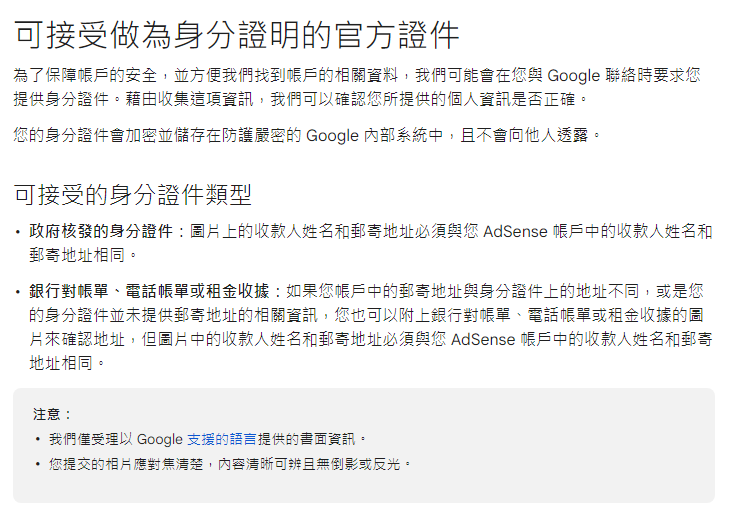 可接受做為身分證明的官方證件
為了保障帳戶的安全，並方便我們找到帳戶的相關資料，我們可能會在您與 Google 聯絡時要求您
提供身分證件。藉由收集這項資訊，我們可以確認您所提供的個人資訊是否正確。
您的身分證件會加密並儲存在防護嚴密的 Google 內部系統中，且不會向他人透露。
可接受的身分證件類型
• 政府核發的身分證件：圖片上的收款人姓名和郵寄地址必須與您 AdSense 帳戶中的收款人姓名和
郵寄地址相同。
• 銀行對帳單、電話帳單或租金收據：如果您帳戶中的郵寄地址與身分證件上的地址不同，或是您
的身分證件並未提供郵寄地址的相關資訊，您也可以附上銀行對帳單、電話帳單或租金收據的圖
片來確認地址，但圖片中的收款人姓名和郵寄地址必須與您 AdSense 帳戶中的收款人姓名和郵寄
地址相同。
注意：
• 我們僅受理以 Google 支援的語言提供的書面資訊。
• 您提交的相片應對焦清楚，內容清晰可辨且無倒影或反光。